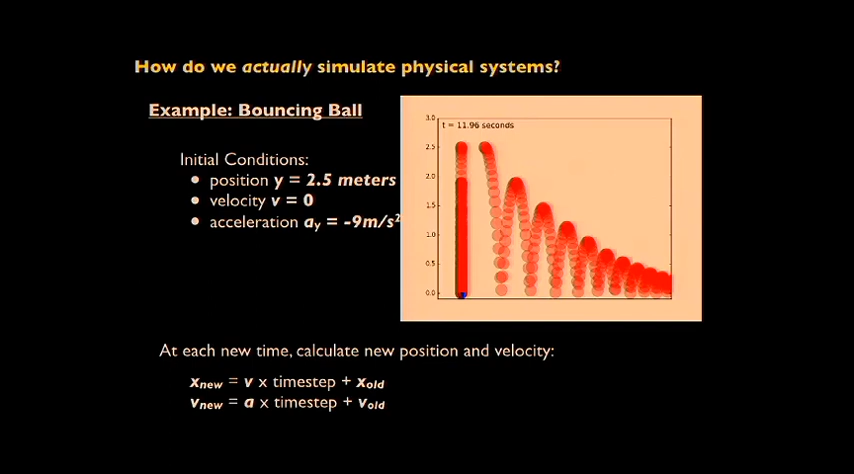 How do we actually simulate physical systems?
Example: Bouncing Ball
Initial Conditions:
• position y = 2.5 meters
• velocity v = 0
• acceleration aᵧ = -9m/s²
t = 11.96 seconds
3.0
2.5
2.0
1.5
1.0
0.5
0.0
At each new time, calculate new position and velocity:
xnew = v x timestep + xold
vnew = a x timestep + vold